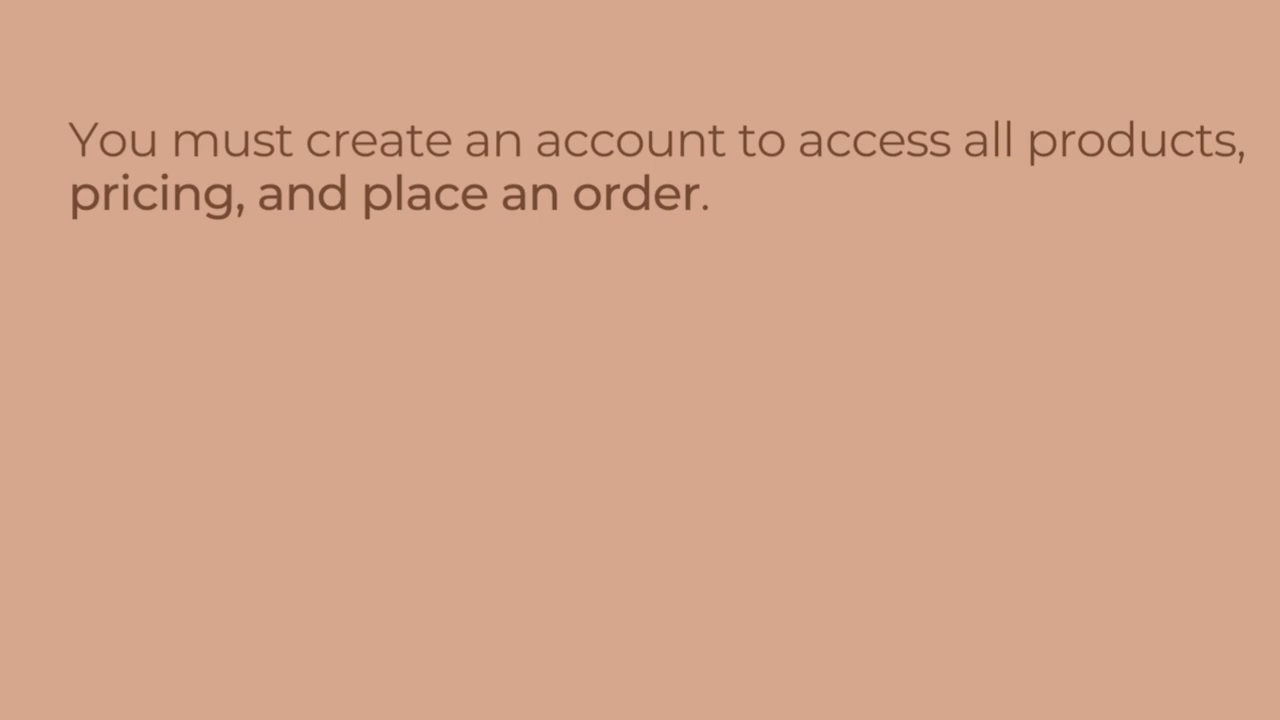 You must create an account to access all products,
pricing, and place an order.